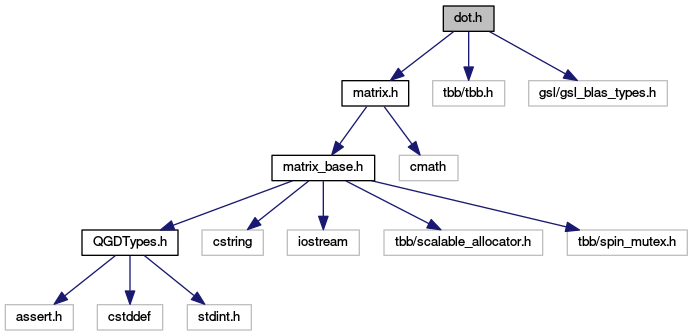 dot.h
matrix.h
tbb/tbb.h
gsl/gsl_blas_types.h
matrix_base.h
cmath
QGDTypes.h
cstring
iostream
tbb/scalable_allocator.h
tbb/spin_mutex.h
assert.h
cstddef
stdint.h